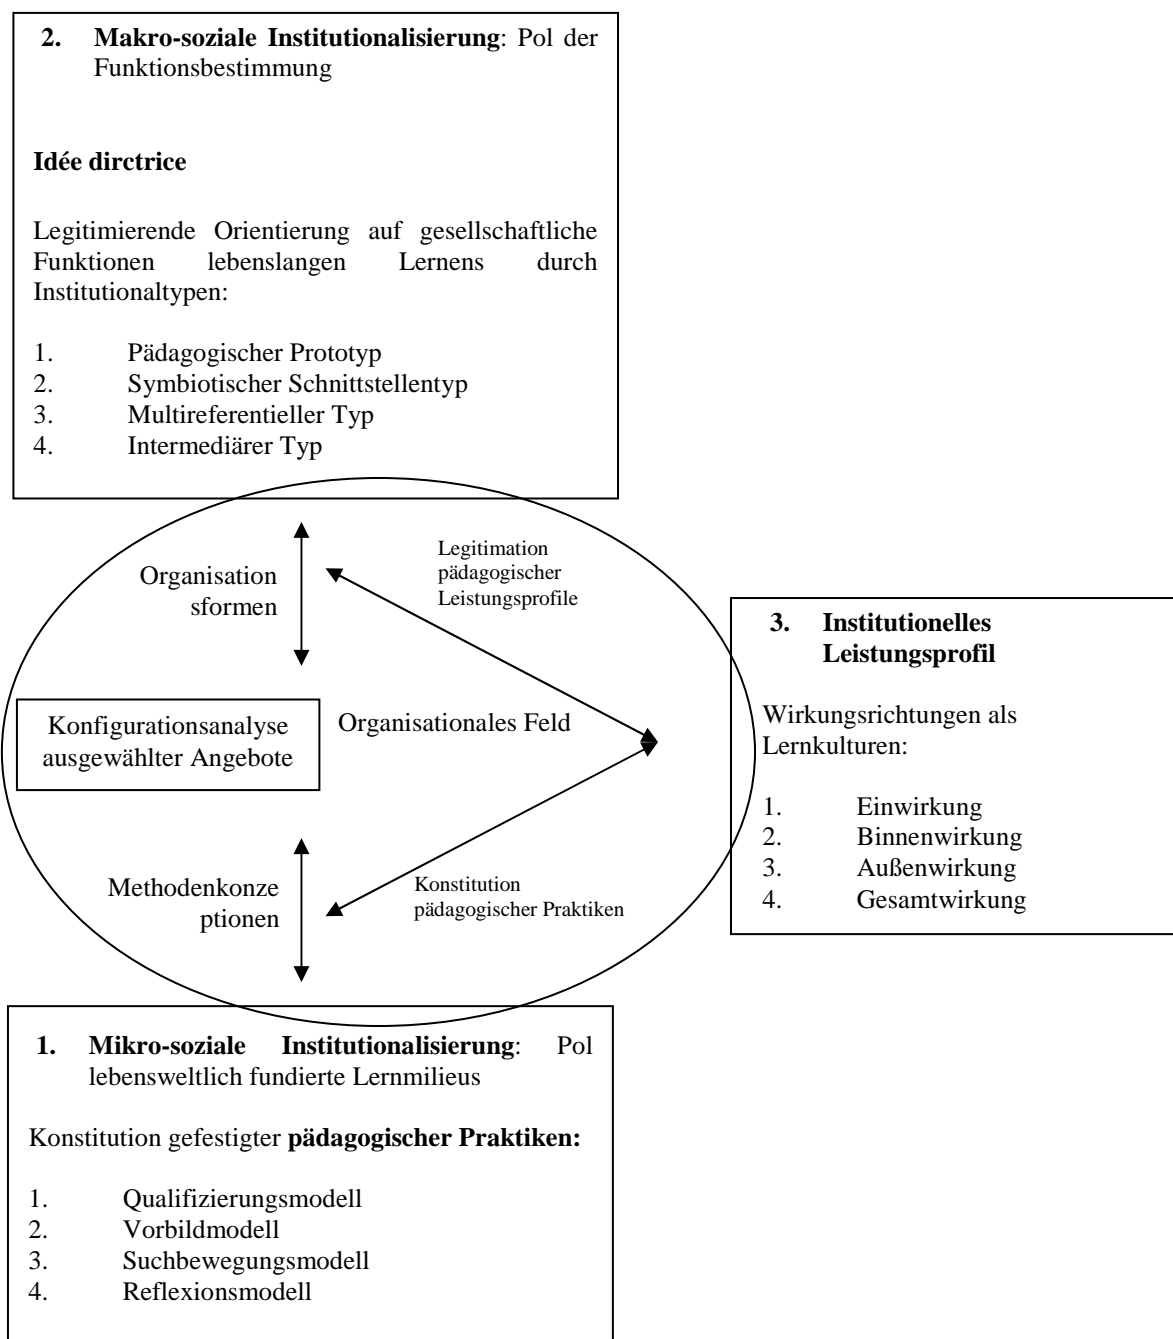 2. Makro-soziale Institutionalisierung: Pol der
Funktionsbestimmung
Idée dirctrice
Legitimierende Orientierung auf gesellschaftliche
Funktionen lebenslangen Lernens durch
Institutionaltypen:
1. Pädagogischer Prototyp
2. Symbiotischer Schnittstellentyp
3. Multireferentieller Typ
4. Intermediärer Typ
Organisation
sformen
Legitimation
pädagogischer
Leistungsprofile
3. Institutionelles
Leistungsprofil
Wirkungsrichtungen als
Lernkulturen:
1. Einwirkung
2. Binnenwirkung
3. Außenwirkung
4. Gesamtwirkung
Konfigurationsanalyse
ausgewählter Angebote
Organisationales Feld
Methodenkonze
ptionen
Konstitution
pädagogischer Praktiken
1. Mikro-soziale Institutionalisierung: Pol
lebensweltlich fundierte Lernmilieus
Konstitution gefestigter pädagogischer Praktiken:
1. Qualifizierungsmodell
2. Vorbildmodell
3. Suchbewegungsmodell
4. Reflexionsmodell